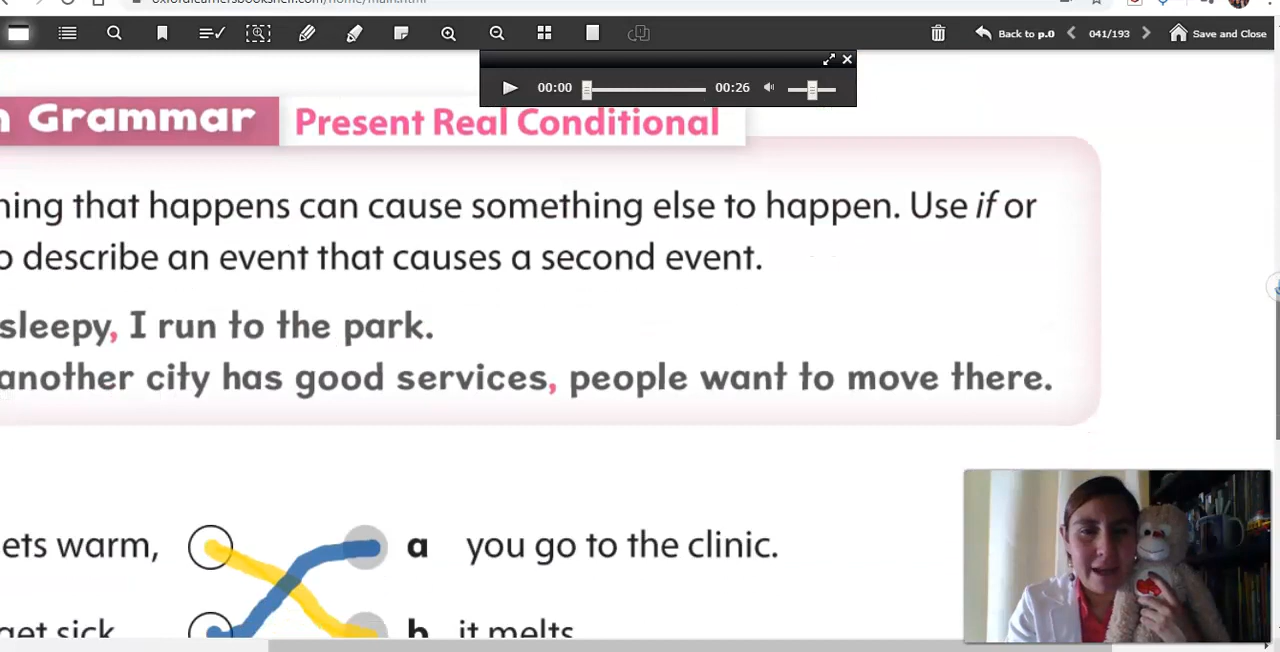 Back to p.0
041/193
Save and Close
00:00
00:26
Grammar Present Real Conditional
that happens can cause something else to happen. Use if or
describe an event that causes a second event.
sleepy, I run to the park.
another city has good services, people want to move there.
warm,
a you go to the clinic.
get sick
b it melts